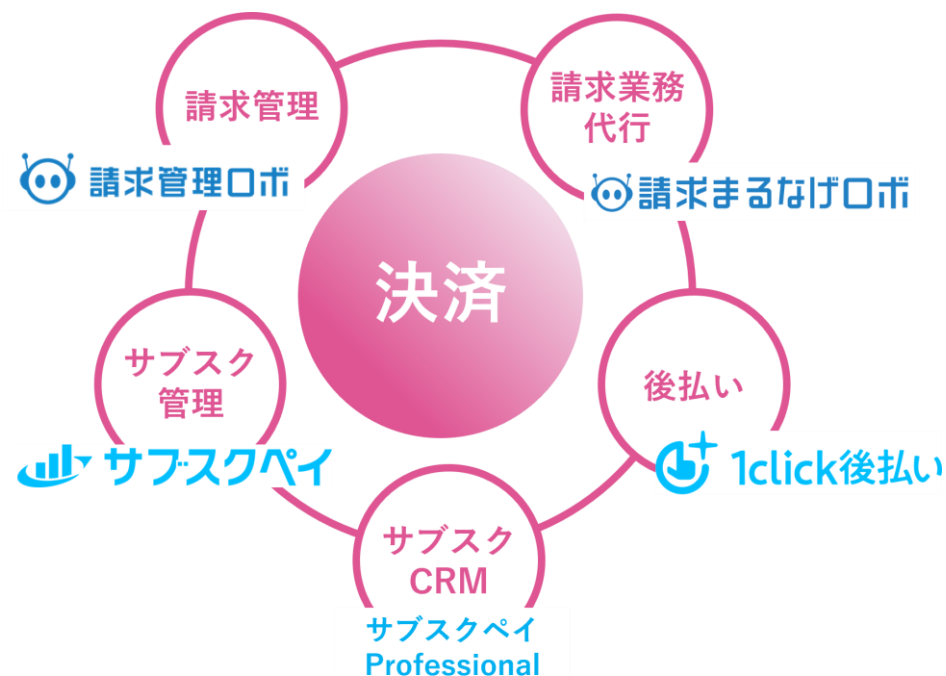 請求管理
請求管理ロボ
請求業務
代行
請求まるなげロボ
決済
サブスク
管理
サブスクペイ
後払い
1click後払い
サブスク
CRM
サブスクペイ
Professional